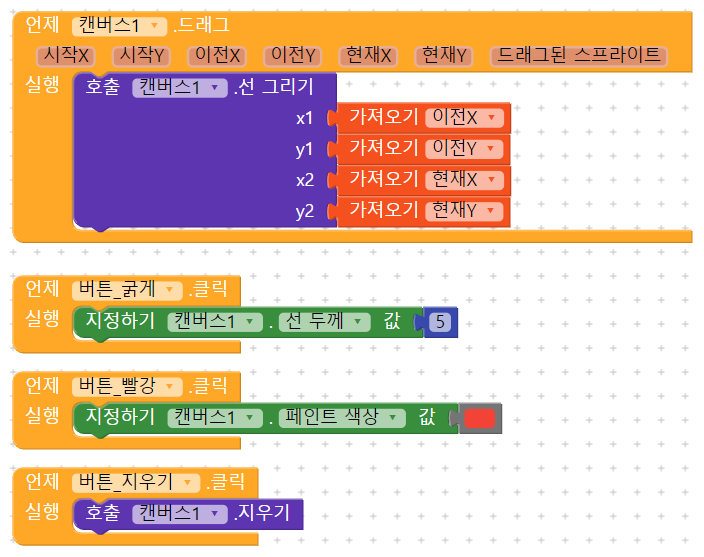 언제 캔버스1 .드래그
시작X 시작Y 이전X 이전Y 현재X 현재Y 드래그된 스프라이트
실행 호출 캔버스1 .선 그리기
x1 가져오기 이전X
y1 가져오기 이전Y
x2 가져오기 현재X
y2 가져오기 현재Y
언제 버튼_굵게 .클릭
실행 지정하기 캔버스1 . 선 두께 값 5
언제 버튼_빨강 .클릭
실행 지정하기 캔버스1 . 페인트 색상 값
언제 버튼_지우기 .클릭
실행 호출 캔버스1 .지우기